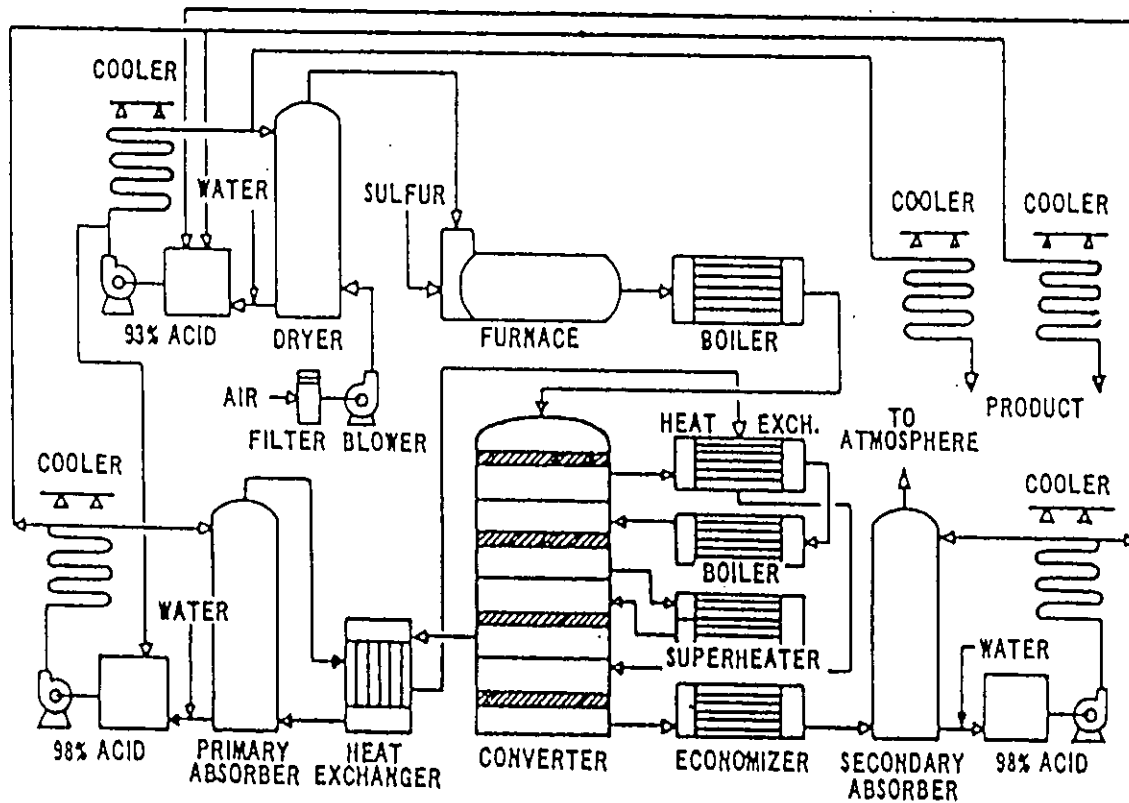 COOLER
WATER
SULFUR
COOLER
COOLER
93% ACID
DRYER
FURMACE
BOILER
AIR
FILTER BLOWER
PRODUCT
HEAT EXCH.
TO
ATMOSPHERE
COOLER
COOLER
BOILER
WATER
SUPERHEATER
WATER
98% ACID
PRIMARY
ABSORBER
HEAT
EXCHANGER
CONVERTER
ECONOMIZER
SECONDARY
ABSORBER
98% ACID